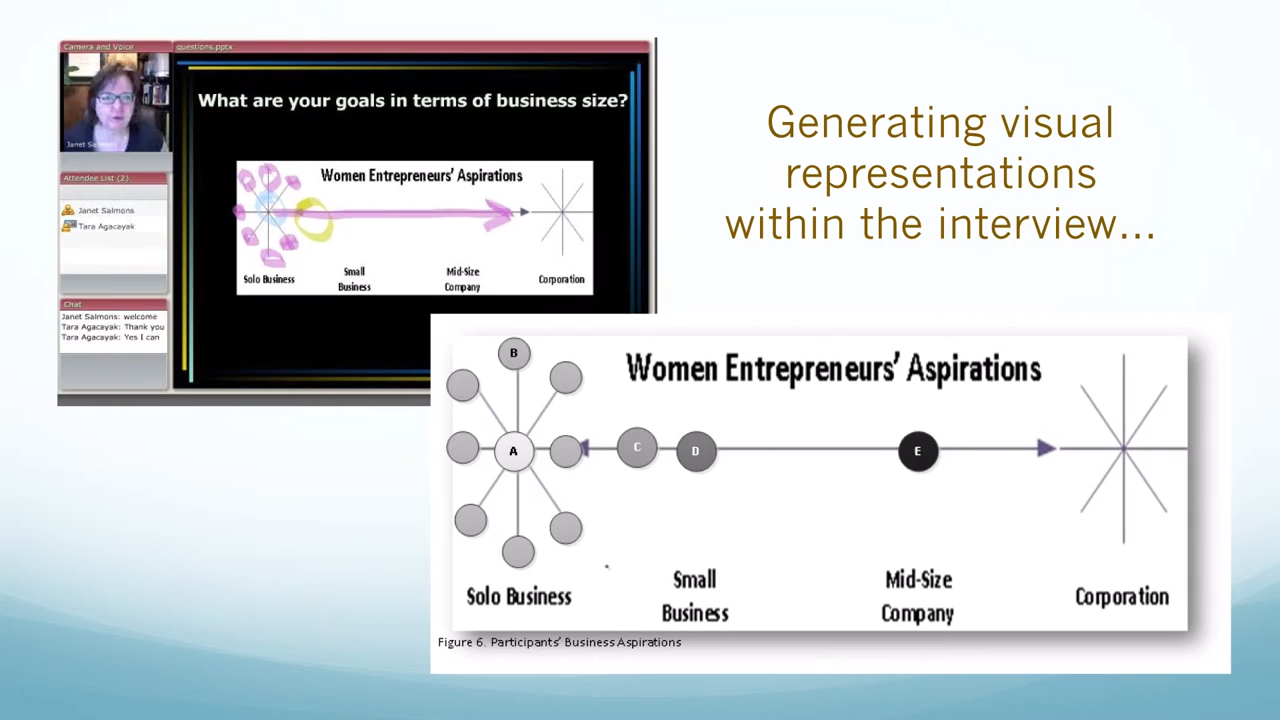 Camera and Voice
questions.pptx
Janet Salmons
What are your goals in terms of business size?
Women Entrepreneurs' Aspirations
Solo Business
Small
Business
Mid-Size
Company
Corporation
Attendee List (2)
Janet Salmons
Tara Agacayak
Chat
Janet Salmons: welcome
Tara Agacayak: Thank you
Tara Agacayak: Yes I can
Generating visual
representations
within the interview...
Women Entrepreneurs' Aspirations
B
A
C
D
E
Solo Business
Small
Business
Mid-Size
Company
Corporation
Figure 6. Participants' Business Aspirations